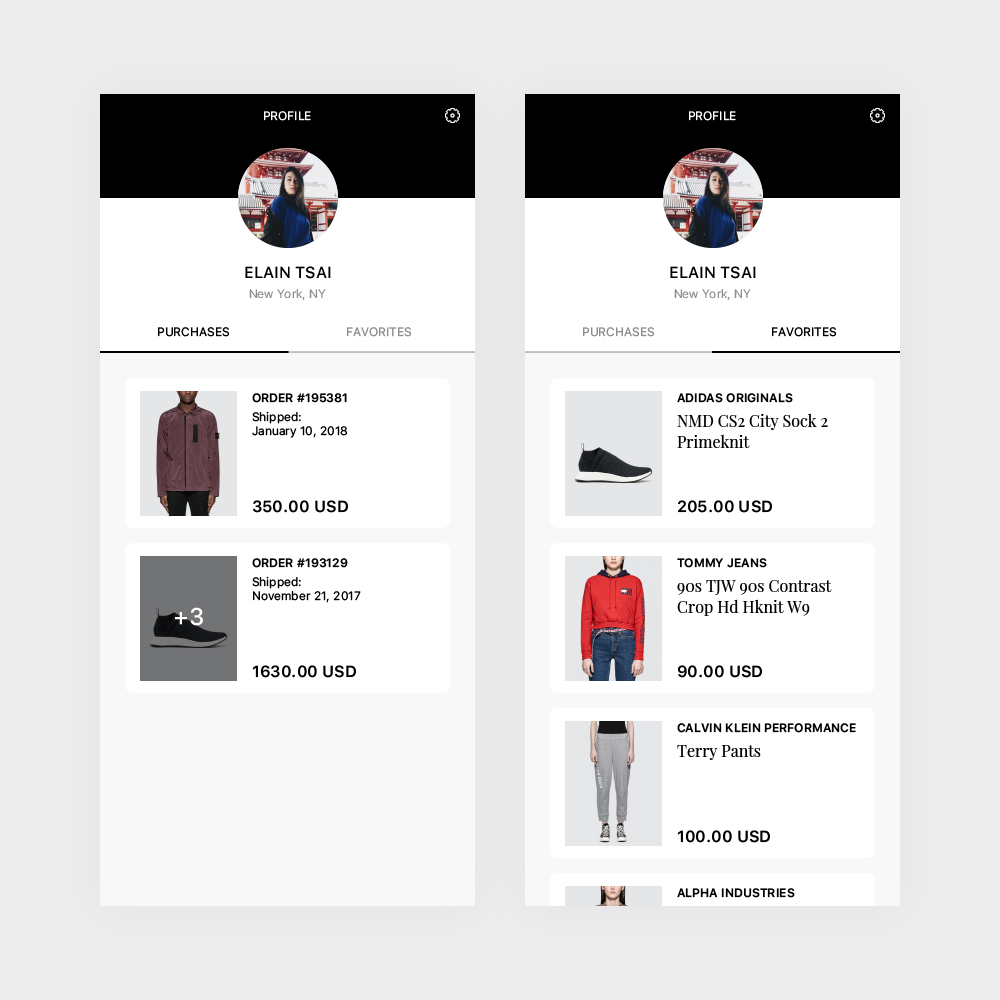 PROFILE
ELAIN TSAI
New York, NY
PURCHASES
FAVORITES
ORDER #195381
Shipped:
January 10, 2018
350.00 USD
+3
ORDER #193129
Shipped:
November 21, 2017
1630.00 USD
PROFILE
ELAIN TSAI
New York, NY
PURCHASES
FAVORITES
ADIDAS ORIGINALS
NMD CS2 City Sock 2
Primeknit
205.00 USD
TOMMY JEANS
90s TJW 90s Contrast
Crop Hd Hknit W9
90.00 USD
CALVIN KLEIN PERFORMANCE
Terry Pants
100.00 USD
ALPHA INDUSTRIES